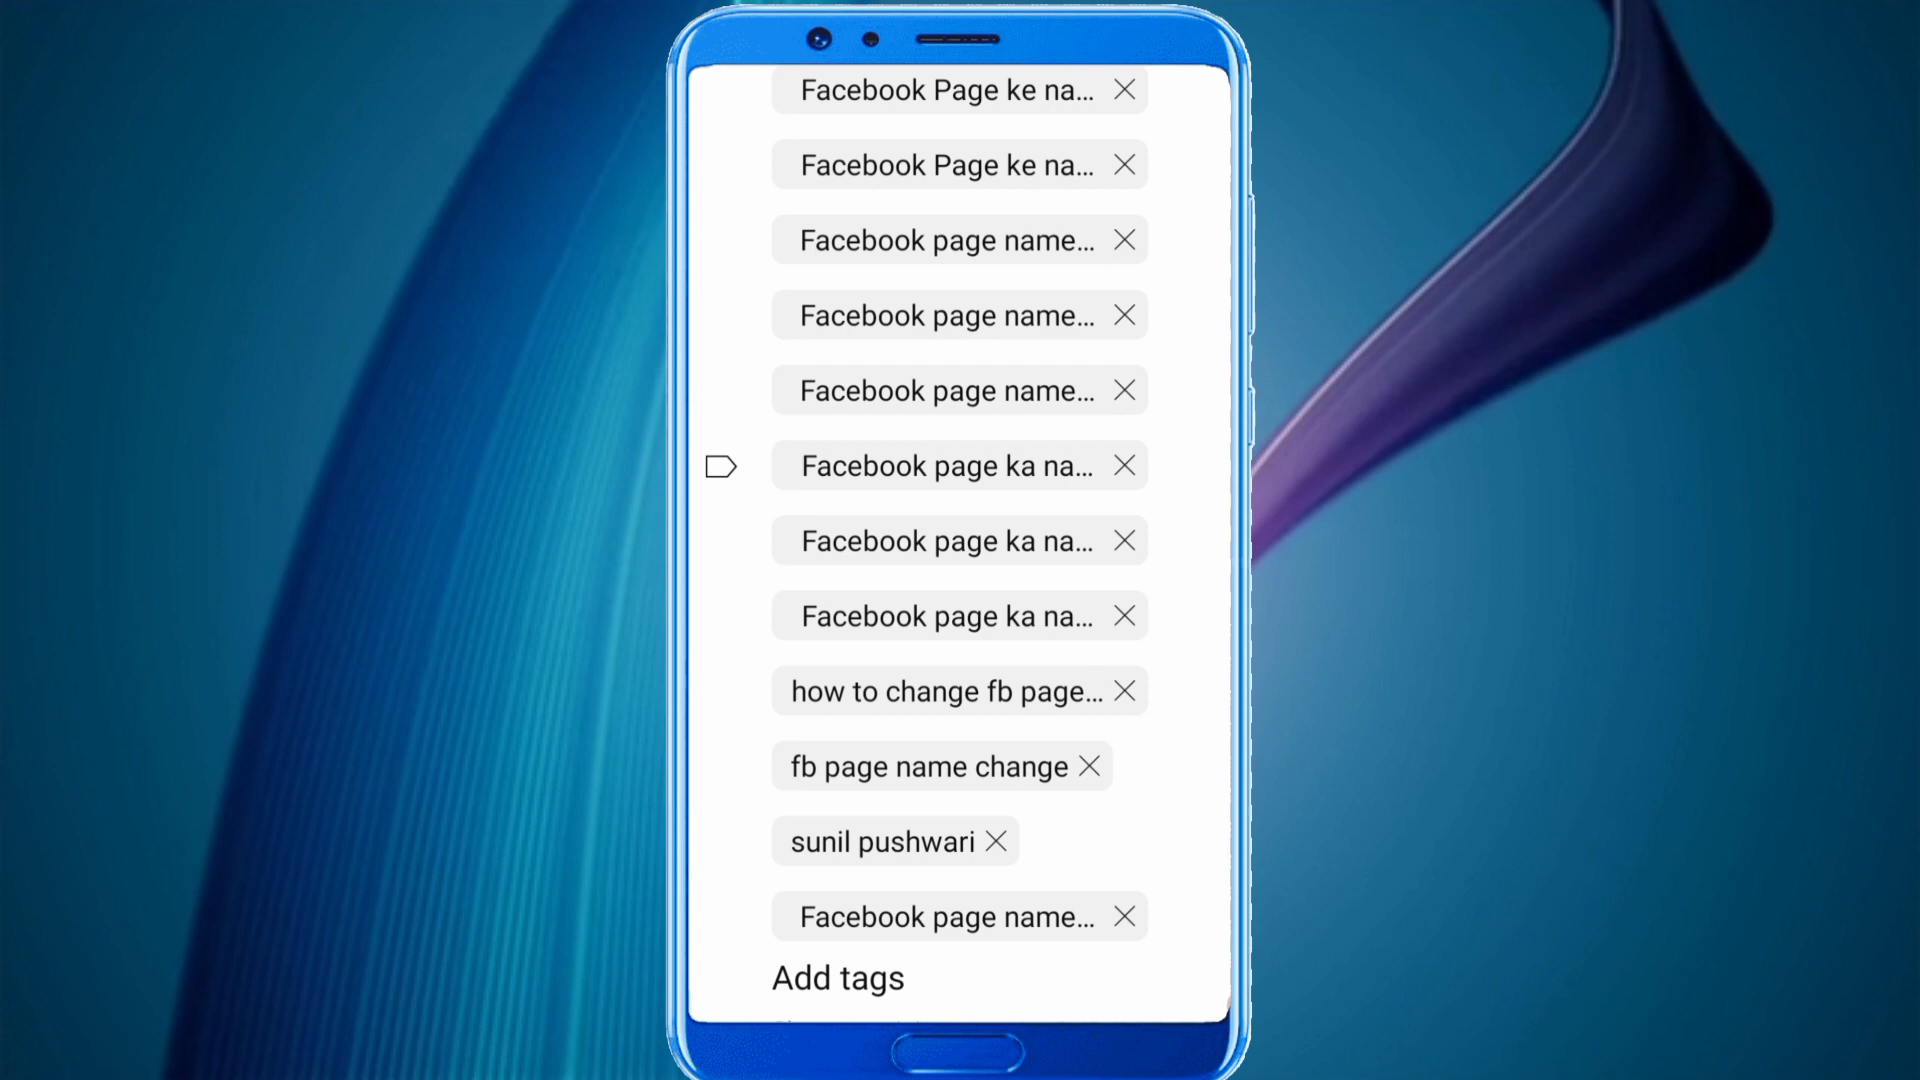 Facebook Page ke na...
Facebook Page ke na...
Facebook page name...
Facebook page name...
Facebook page name...
Facebook page ka na...
Facebook page ka na...
Facebook page ka na...
how to change fb page...
fb page name change
sunil pushwari
Facebook page name...
Add tags